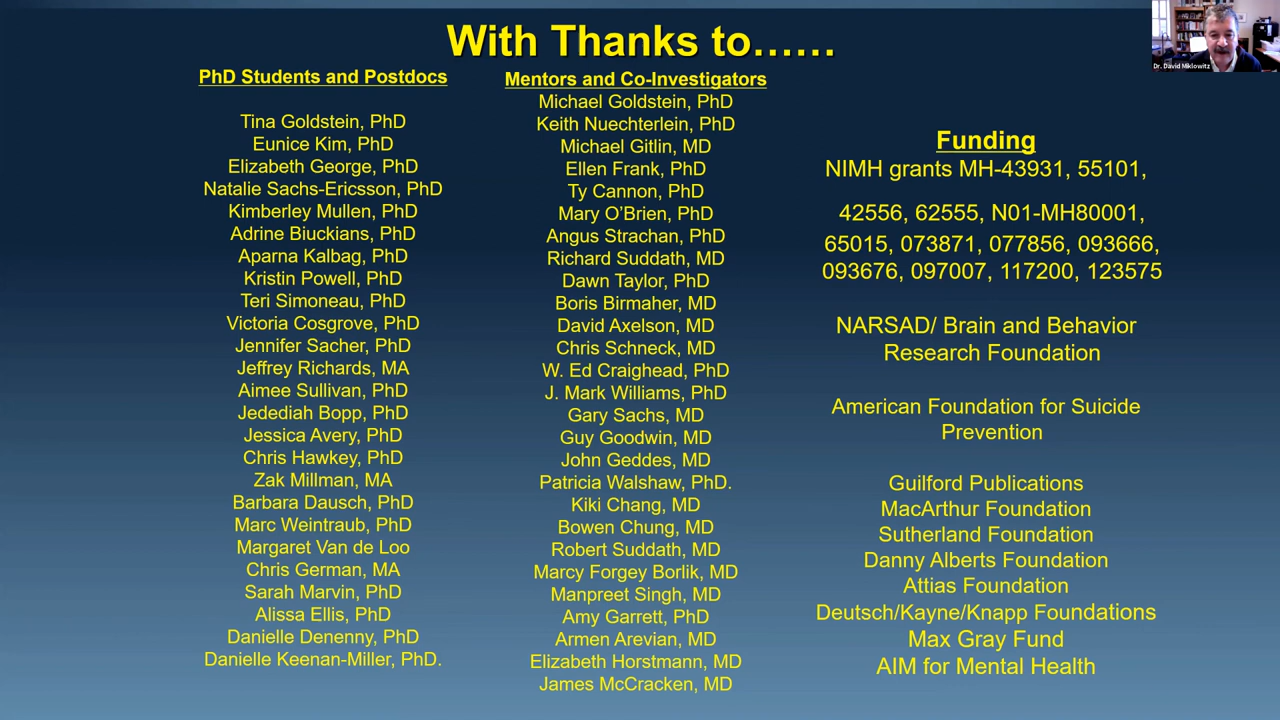 With Thanks to……
Dr. David Miklowitz
PhD Students and Postdocs
Tina Goldstein, PhD
Eunice Kim, PhD
Elizabeth George, PhD
Natalie Sachs-Ericsson, PhD
Kimberley Mullen, PhD
Adrine Biuckians, PhD
Aparna Kalbag, PhD
Kristin Powell, PhD
Teri Simoneau, PhD
Victoria Cosgrove, PhD
Jennifer Sacher, PhD
Jeffrey Richards, MA
Aimee Sullivan, PhD
Jedediah Bopp, PhD
Jessica Avery, PhD
Chris Hawkey, PhD
Zak Millman, MA
Barbara Dausch, PhD
Marc Weintraub, PhD
Margaret Van de Loo
Chris German, MA
Sarah Marvin, PhD
Alissa Ellis, PhD
Danielle Denenny, PhD
Danielle Keenan-Miller, PhD.
Mentors and Co-Investigators
Michael Goldstein, PhD
Keith Nuechterlein, PhD
Michael Gitlin, MD
Ellen Frank, PhD
Ty Cannon, PhD
Mary O’Brien, PhD
Angus Strachan, PhD
Richard Suddath, MD
Dawn Taylor, PhD
Boris Birmaher, MD
David Axelson, MD
Chris Schneck, MD
W. Ed Craighead, PhD
J. Mark Williams, PhD
Gary Sachs, MD
Guy Goodwin, MD
John Geddes, MD
Patricia Walshaw, PhD.
Kiki Chang, MD
Bowen Chung, MD
Robert Suddath, MD
Marcy Forgey Borlik, MD
Manpreet Singh, MD
Amy Garrett, PhD
Armen Arevian, MD
Elizabeth Horstmann, MD
James McCracken, MD
Funding
NIMH grants MH-43931, 55101,
42556, 62555, N01-MH80001,
65015, 073871, 077856, 093666,
093676, 097007, 117200, 123575
NARSAD/ Brain and Behavior
Research Foundation
American Foundation for Suicide
Prevention
Guilford Publications
MacArthur Foundation
Sutherland Foundation
Danny Alberts Foundation
Attias Foundation
Deutsch/Kayne/Knapp Foundations
Max Gray Fund
AIM for Mental Health